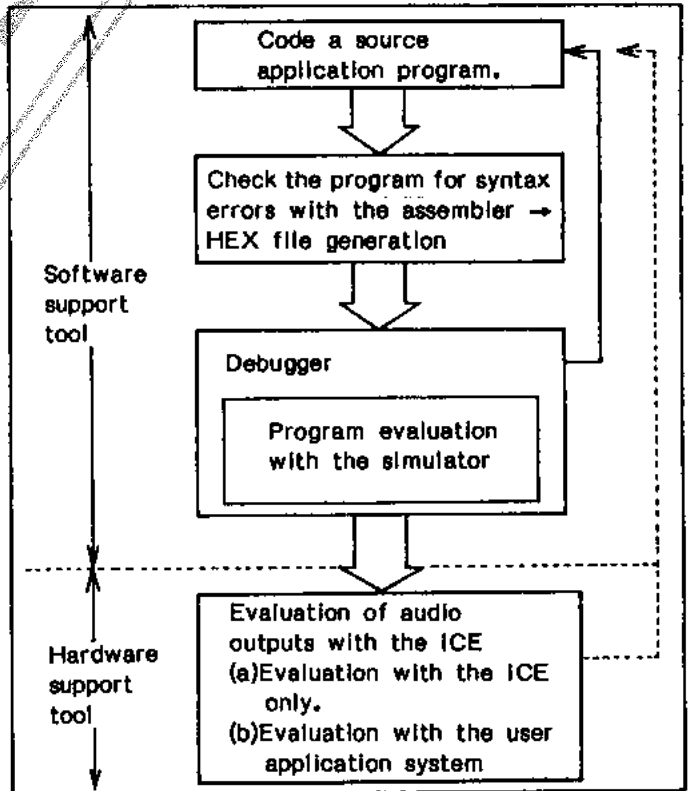 Code a source
application program.
Check the program for syntax
errors with the assembler →
HEX file generation
Software
support
tool
Debugger
Program evaluation
with the simulator
Hardware
support
tool
Evaluation of audio
outputs with the ICE
(a)Evaluation with the ICE
only.
(b)Evaluation with the user
application system